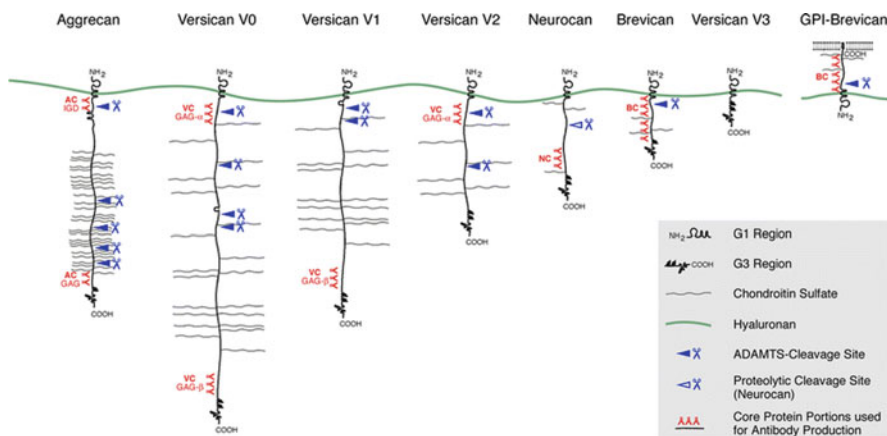 Aggrecan
Versican V0
Versican V1
Versican V2
Neurocan
Brevican
Versican V3
GPI-Brevican
NH2
NH2
NH2
NH2
NH2
NH2
NH2
COOH
BC
NH2
AC
IGD
VC
GAG-α
VC
GAG-α
BC
NC
COOH
COOH
COOH
COOH
AC
GAG
COOH
VC
GAG-β
COOH
VC
GAG-β
COOH
NH2 G1 Region
COOH G3 Region
Chondroitin Sulfate
Hyaluronan
ADAMTS-Cleavage Site
Proteolytic Cleavage Site
(Neurocan)
Core Protein Portions used
for Antibody Production